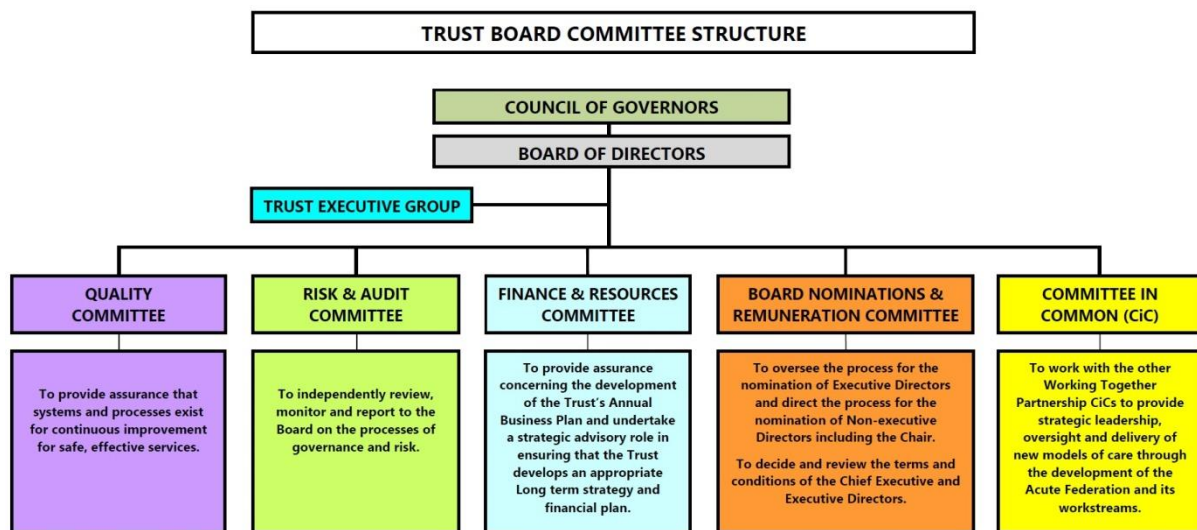 TRUST BOARD COMMITTEE STRUCTURE
COUNCIL OF GOVERNORS
BOARD OF DIRECTORS
TRUST EXECUTIVE GROUP
QUALITY
COMMITTEE
RISK & AUDIT
COMMITTEE
FINANCE & RESOURCES
COMMITTEE
BOARD NOMINATIONS &
REMUNERATION COMMITTEE
COMMITTEE IN
COMMON (CiC)
To provide assurance that
systems and processes exist
for continuous improvement
for safe, effective services.
To independently review,
monitor and report to the
Board on the processes of
governance and risk.
To provide assurance
concerning the development
of the Trust's Annual
Business Plan and undertake
a strategic advisory role in
ensuring that the Trust
develops an appropriate
Long term strategy and
financial plan.
To oversee the process for the
nomination of Executive Directors
and direct the process for the
nomination of Non-executive
Directors including the Chair.
To decide and review the terms and
conditions of the Chief Executive and
Executive Directors.
To work with the other
Working Together
Partnership CiCs to provide
strategic leadership,
oversight and delivery of
new models of care through
the development of the
Acute Federation and its
workstreams.